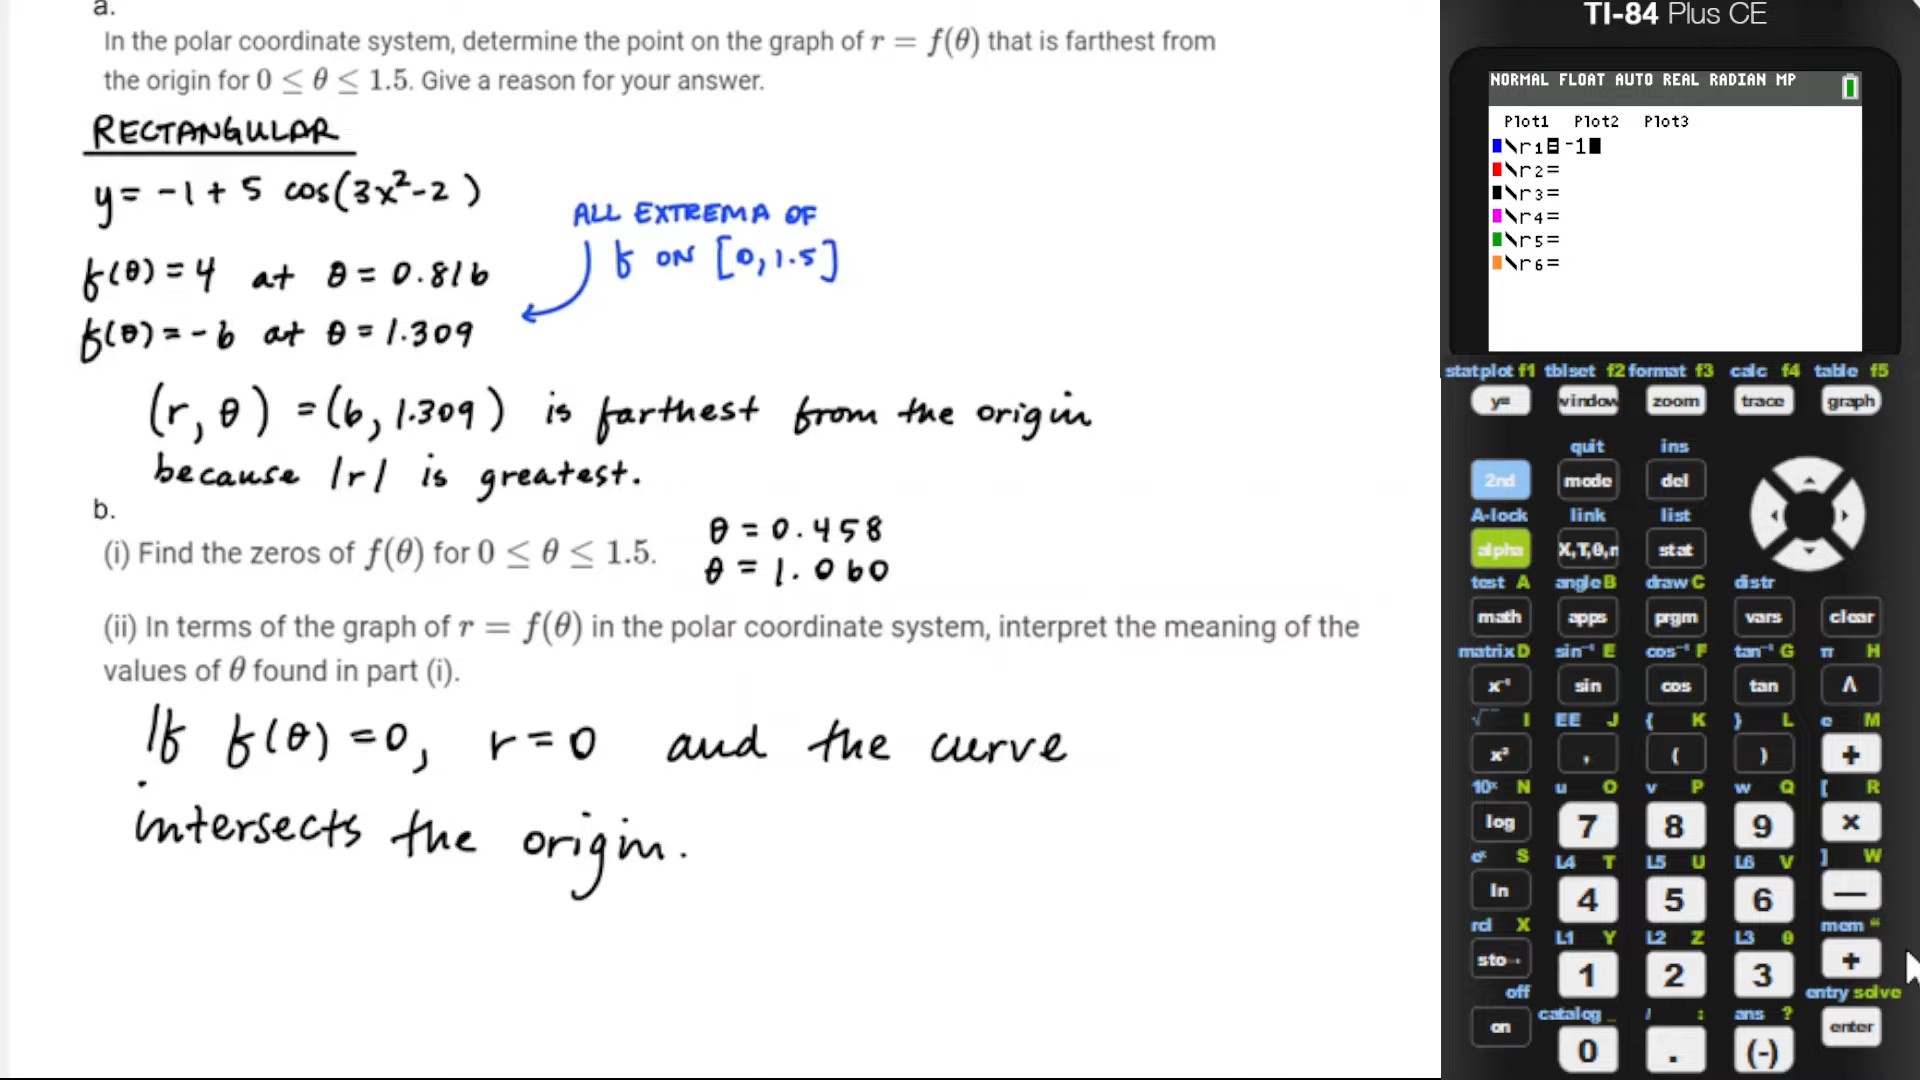 a.
In the polar coordinate system, determine the point on the graph of r = f(θ) that is farthest from
the origin for 0 ≤ θ ≤ 1.5. Give a reason for your answer.
RECTANGULAR
y = -1 + 5 cos(3x²-2)
ALL EXTREMA OF
f ON [0,1.5]
f(θ) = 4 at θ = 0.816
f(θ) = -6 at θ = 1.309
(r, θ) = (6, 1.309) is farthest from the origin
because |r| is greatest.
b.
(i) Find the zeros of f(θ) for 0 ≤ θ ≤ 1.5.
θ = 0.458
θ = 1.060
(ii) In terms of the graph of r = f(θ) in the polar coordinate system, interpret the meaning of the
values of θ found in part (i).
If f(θ) = 0, r = 0 and the curve
intersects the origin.
TI-84 Plus CE
NORMAL FLOAT AUTO REAL RADIAN MP
Plot1 Plot2 Plot3
\r1=-1
\r2=
\r3=
\r4=
\r5=
\r6=
statplot f1 tblset f2 format f3 calc f4 table f5
y= window zoom trace graph
quit ins
2nd mode del
A-lock link list
alpha X,T,θ,n stat
test A angle B draw C distr
math apps prgm vars clear
matrix D sin⁻¹ E cos⁻¹ F tan⁻¹ G π H
x⁻¹ sin cos tan ^
√ I EE J { K } L e M
x² , ( ) ÷
10ˣ N u O v P w Q [ R
log 7 8 9 ×
eˣ S L4 T L5 U L6 V ] W
ln 4 5 6 —
rcl X L1 Y L2 Z L3 θ mem "
sto→ 1 2 3 +
off catalog _ / : ans ? entry solve
on 0 . (-) enter